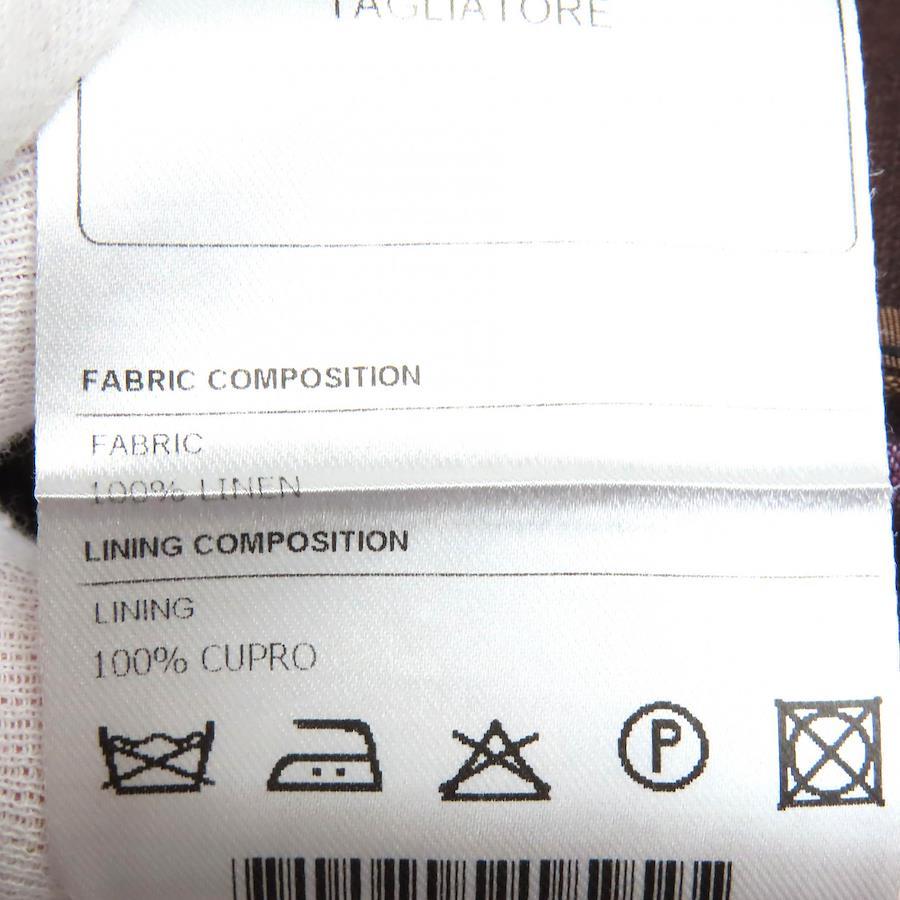 TAGLIATORE
FABRIC COMPOSITION
FABRIC
100% LINEN
LINING COMPOSITION
LINING
100% CUPRO
P